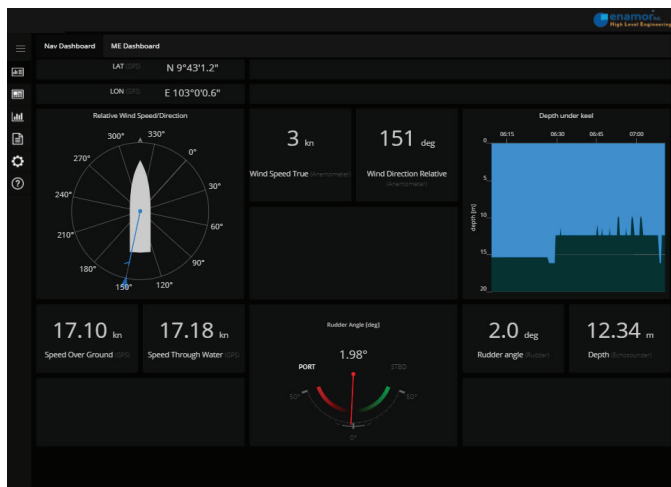 enamor Ltd.
High Level Engineering
Nav Dashboard ME Dashboard
LAT (GPS) N 9°43'1.2"
LON (GPS) E 103°0'0.6"
Relative Wind Speed/Direction
300° 330° 0° 30° 60° 90° 120° 150° 180° 210° 240° 270°
3 kn
Wind Speed True (Anemometer)
151 deg
Wind Direction Relative
(Anemometer)
Depth under keel
06:15 06:30 06:45 07:00
0
5
10
15
20
depth [m]
17.10 kn
Speed Over Ground (GPS)
17.18 kn
Speed Through Water (GPS)
Rudder Angle [deg]
1.98°
PORT STBD
50° 50°
0°
2.0 deg
Rudder angle (Rudder)
12.34 m
Depth (Echosounder)